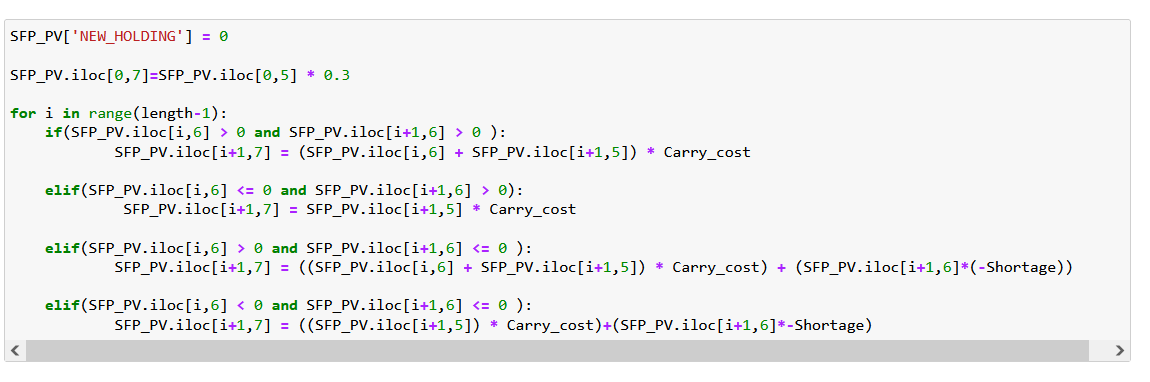 SFP_PV['NEW_HOLDING'] = 0
SFP_PV.iloc[0,7]=SFP_PV.iloc[0,5] * 0.3
for i in range(length-1):
if(SFP_PV.iloc[i,6] > 0 and SFP_PV.iloc[i+1,6] > 0 ):
SFP_PV.iloc[i+1,7] = (SFP_PV.iloc[i,6] + SFP_PV.iloc[i+1,5]) * Carry_cost
elif(SFP_PV.iloc[i,6] <= 0 and SFP_PV.iloc[i+1,6] > 0):
SFP_PV.iloc[i+1,7] = SFP_PV.iloc[i+1,5] * Carry_cost
elif(SFP_PV.iloc[i,6] > 0 and SFP_PV.iloc[i+1,6] <= 0 ):
SFP_PV.iloc[i+1,7] = ((SFP_PV.iloc[i,6] + SFP_PV.iloc[i+1,5]) * Carry_cost) + (SFP_PV.iloc[i+1,6]*(-Shortage))
elif(SFP_PV.iloc[i,6] < 0 and SFP_PV.iloc[i+1,6] <= 0 ):
SFP_PV.iloc[i+1,7] = ((SFP_PV.iloc[i+1,5]) * Carry_cost)+(SFP_PV.iloc[i+1,6]*-Shortage)